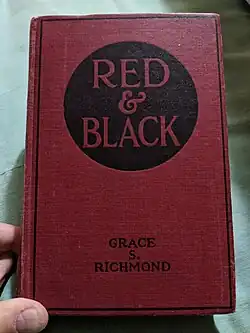 RED
&
BLACK
GRACE
S.
RICHMOND